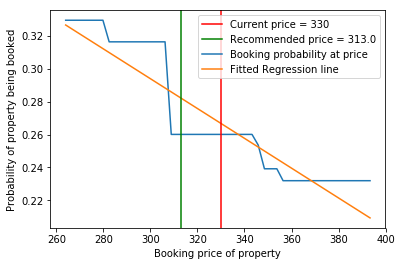 Current price = 330
Recommended price = 313.0
Booking probability at price
Fitted Regression line
Probability of property being booked
0.32
0.30
0.28
0.26
0.24
0.22
260 280 300 320 340 360 380 400
Booking price of property